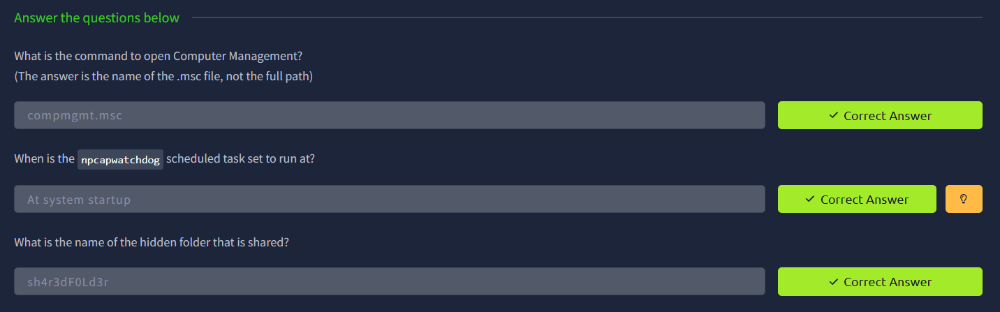 Answer the questions below
What is the command to open Computer Management?
(The answer is the name of the .msc file, not the full path)
compmgmt.msc
Correct Answer
When is the npcapwatchdog scheduled task set to run at?
At system startup
Correct Answer
What is the name of the hidden folder that is shared?
sh4r3dF0Ld3r
Correct Answer